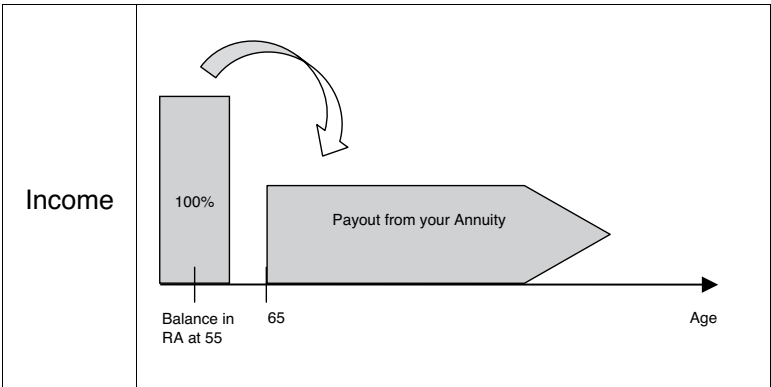 Income
100%
Payout from your Annuity
Balance in
RA at 55
65
Age